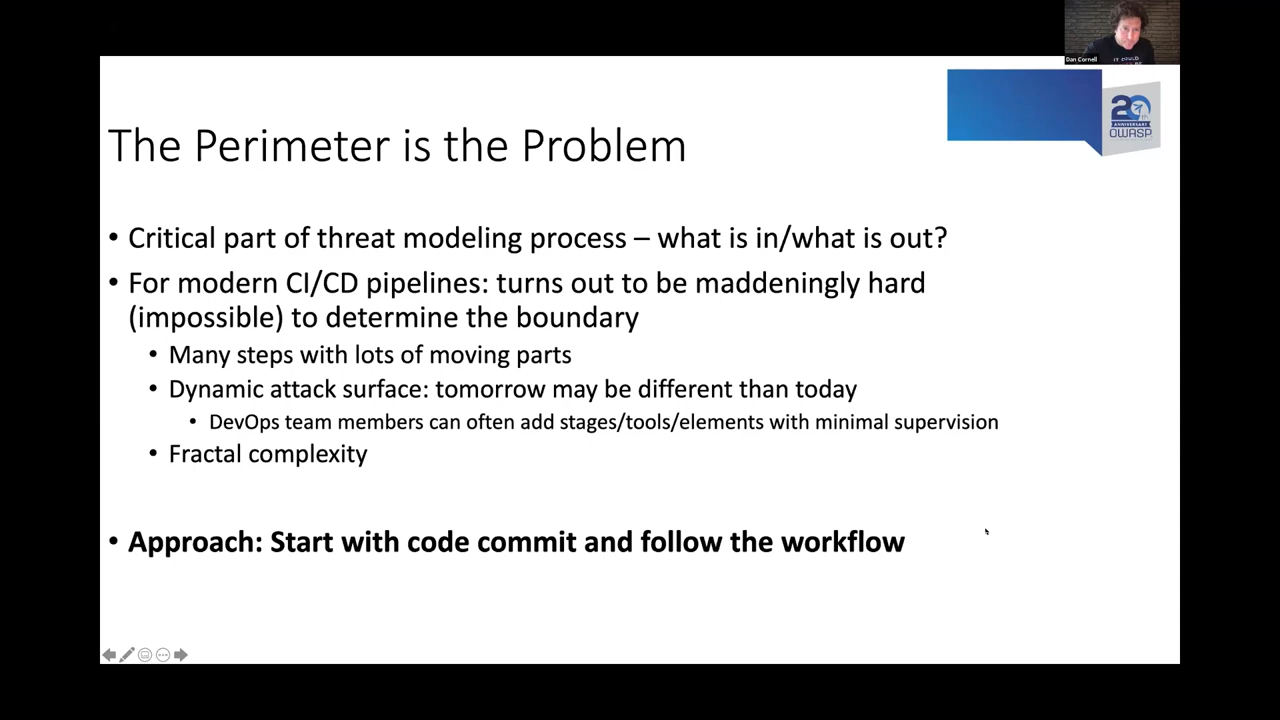 Dan Cornell
IT COULD
20th
ANNIVERSARY
OWASP
The Perimeter is the Problem
• Critical part of threat modeling process – what is in/what is out?
• For modern CI/CD pipelines: turns out to be maddeningly hard
(impossible) to determine the boundary
• Many steps with lots of moving parts
• Dynamic attack surface: tomorrow may be different than today
• DevOps team members can often add stages/tools/elements with minimal supervision
• Fractal complexity
• Approach: Start with code commit and follow the workflow